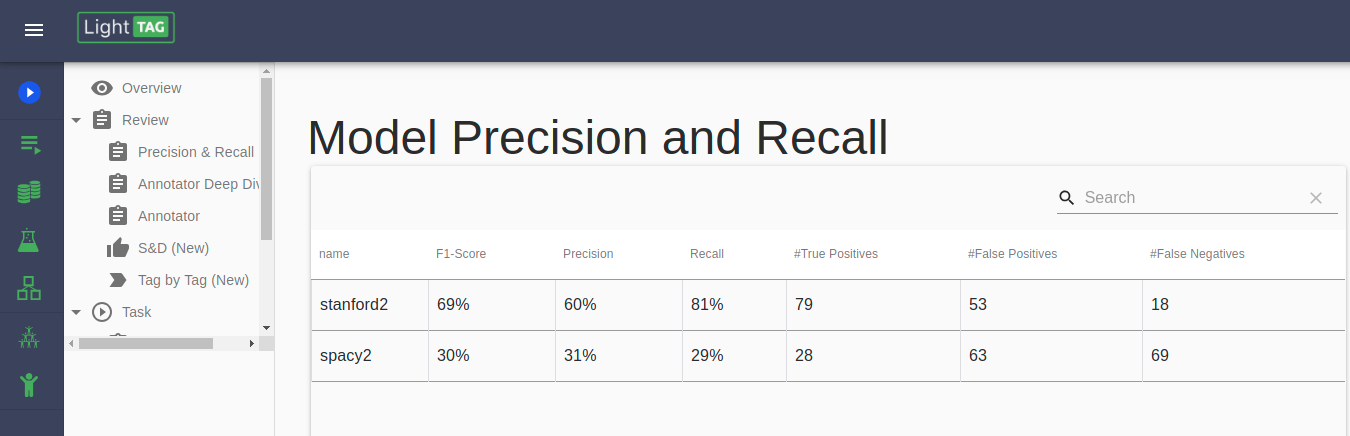 Light TAG
Overview
Review
Precision & Recall
Annotator Deep Div
Annotator
S&D (New)
Tag by Tag (New)
Task
Model Precision and Recall
Search
name F1-Score Precision Recall #True Positives #False Positives #False Negatives
stanford2 69% 60% 81% 79 53 18
spacy2 30% 31% 29% 28 63 69